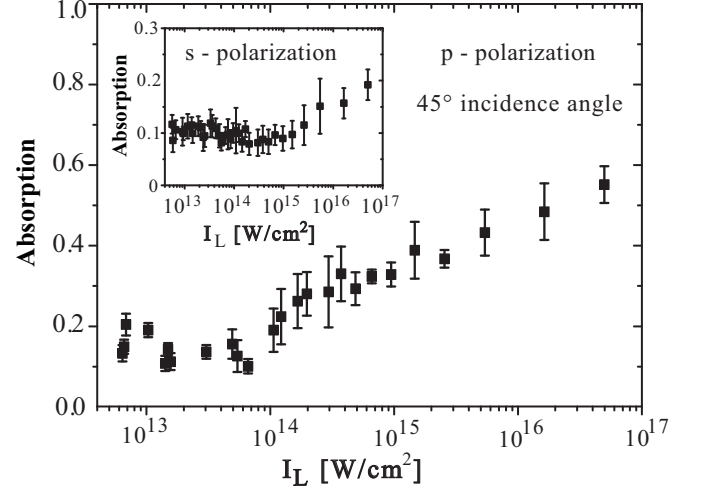 1.0
0.8
0.6
0.4
0.2
0.0
Absorption
10^13
10^14
10^15
10^16
10^17
I_L [W/cm^2]
p - polarization
45° incidence angle
0.3
0.2
0.1
0
Absorption
s - polarization
10^13
10^14
10^15
10^16
10^17
I_L [W/cm^2]